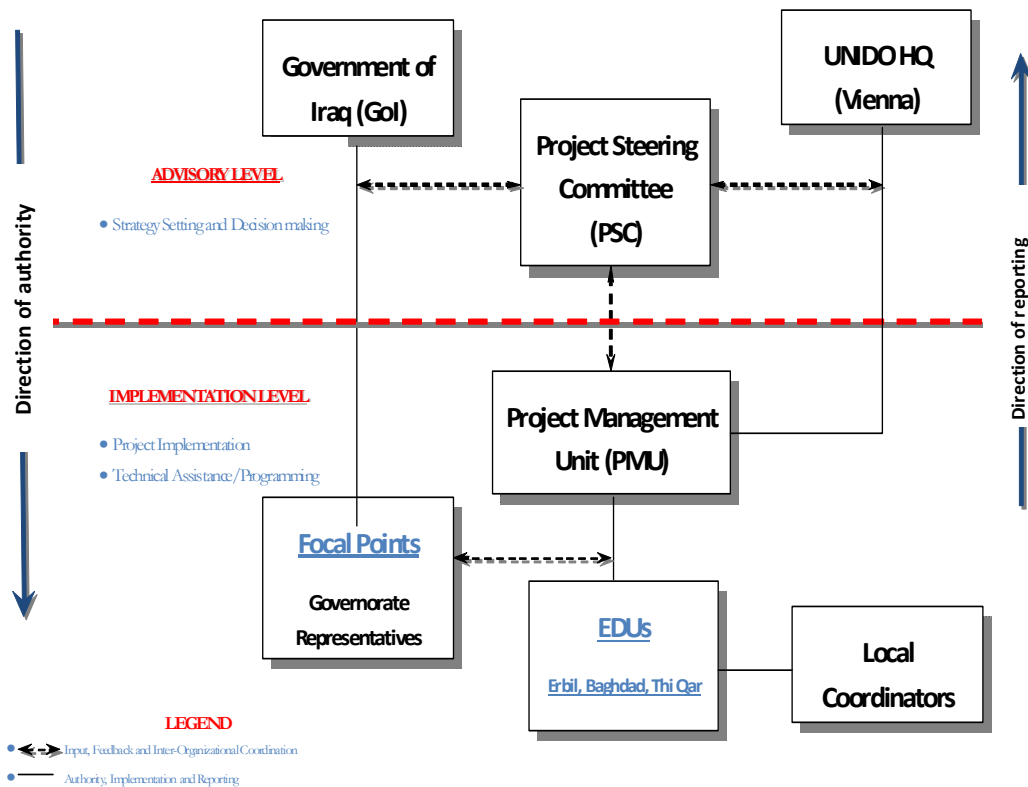 Government of
Iraq (GoI)
UNIDO HQ
(Vienna)
Project Steering
Committee
(PSC)
ADVISORY LEVEL
• Strategy Setting and Decision making
Direction of authority
Direction of reporting
IMPLEMENTATION LEVEL
• Project Implementation
• Technical Assistance/Programming
Project Management
Unit (PMU)
Focal Points
Governorate
Representatives
EDUs
Erbil, Baghdad, Thi Qar
Local
Coordinators
LEGEND
• Input, Feedback and Inter-Organizational Coordination
• Authority, Implementation and Reporting